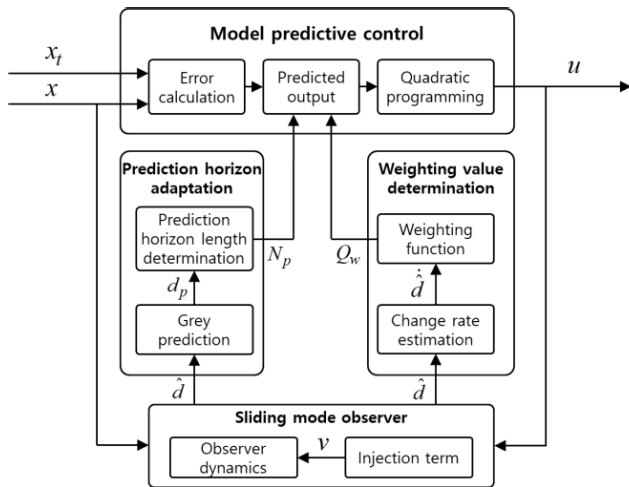 Model predictive control
x_t
x
Error
calculation
Predicted
output
Quadratic
programming
u
Prediction horizon
adaptation
Prediction
horizon length
determination
N_p
d_p
Grey
prediction
d̂
Weighting value
determination
Weighting
function
Q_w
d̂̇
Change rate
estimation
d̂
Sliding mode observer
Observer
dynamics
v
Injection term